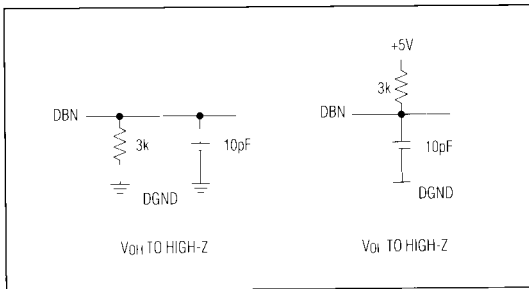 DBN
3k
10pF
DGND
VOH TO HIGH-Z
+5V
3k
DBN
10pF
DGND
VOL TO HIGH-Z